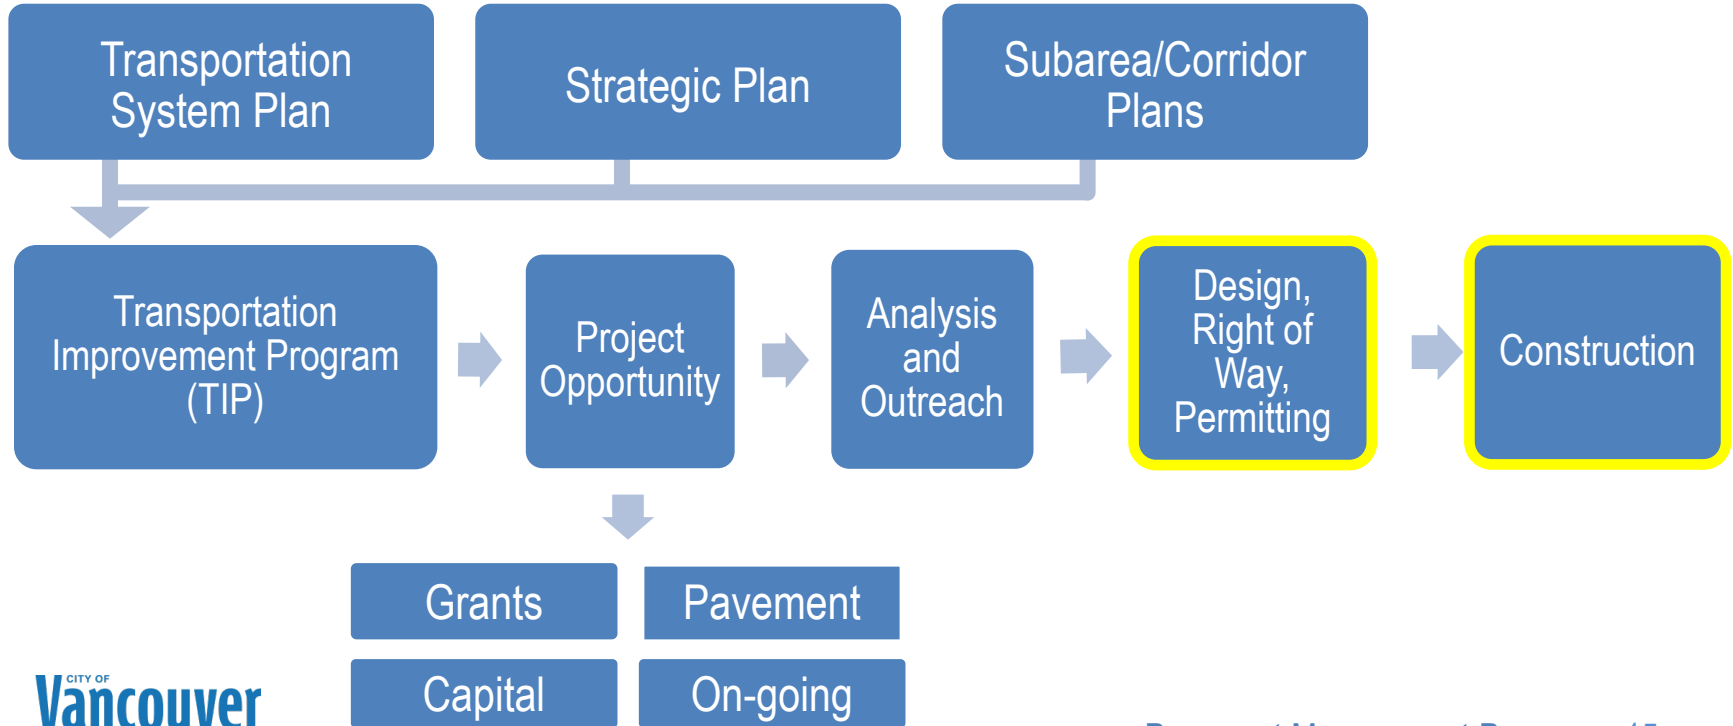 Transportation
System Plan
Strategic Plan
Subarea/Corridor
Plans
Transportation
Improvement Program
(TIP)
Project
Opportunity
Analysis
and
Outreach
Design,
Right of
Way,
Permitting
Construction
Grants
Pavement
Capital
On-going
CITY OF
Vancouver